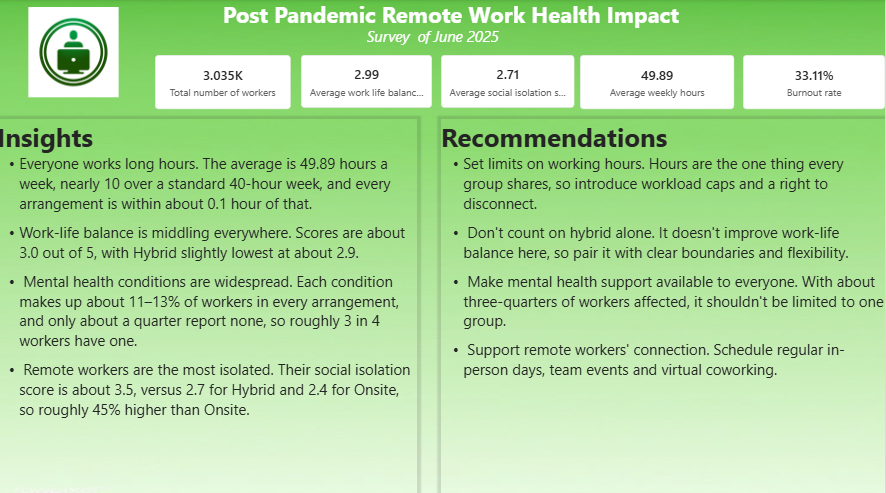 Post Pandemic Remote Work Health Impact
Survey of June 2025
3.035K
Total number of workers
2.99
Average work life balanc...
2.71
Average social isolation s...
49.89
Average weekly hours
33.11%
Burnout rate
Insights
• Everyone works long hours. The average is 49.89 hours a
week, nearly 10 over a standard 40-hour week, and every
arrangement is within about 0.1 hour of that.
• Work-life balance is middling everywhere. Scores are about
3.0 out of 5, with Hybrid slightly lowest at about 2.9.
• Mental health conditions are widespread. Each condition
makes up about 11–13% of workers in every arrangement,
and only about a quarter report none, so roughly 3 in 4
workers have one.
• Remote workers are the most isolated. Their social isolation
score is about 3.5, versus 2.7 for Hybrid and 2.4 for Onsite,
so roughly 45% higher than Onsite.
Recommendations
• Set limits on working hours. Hours are the one thing every
group shares, so introduce workload caps and a right to
disconnect.
• Don't count on hybrid alone. It doesn't improve work-life
balance here, so pair it with clear boundaries and flexibility.
• Make mental health support available to everyone. With about
three-quarters of workers affected, it shouldn't be limited to one
group.
• Support remote workers' connection. Schedule regular in-
person days, team events and virtual coworking.